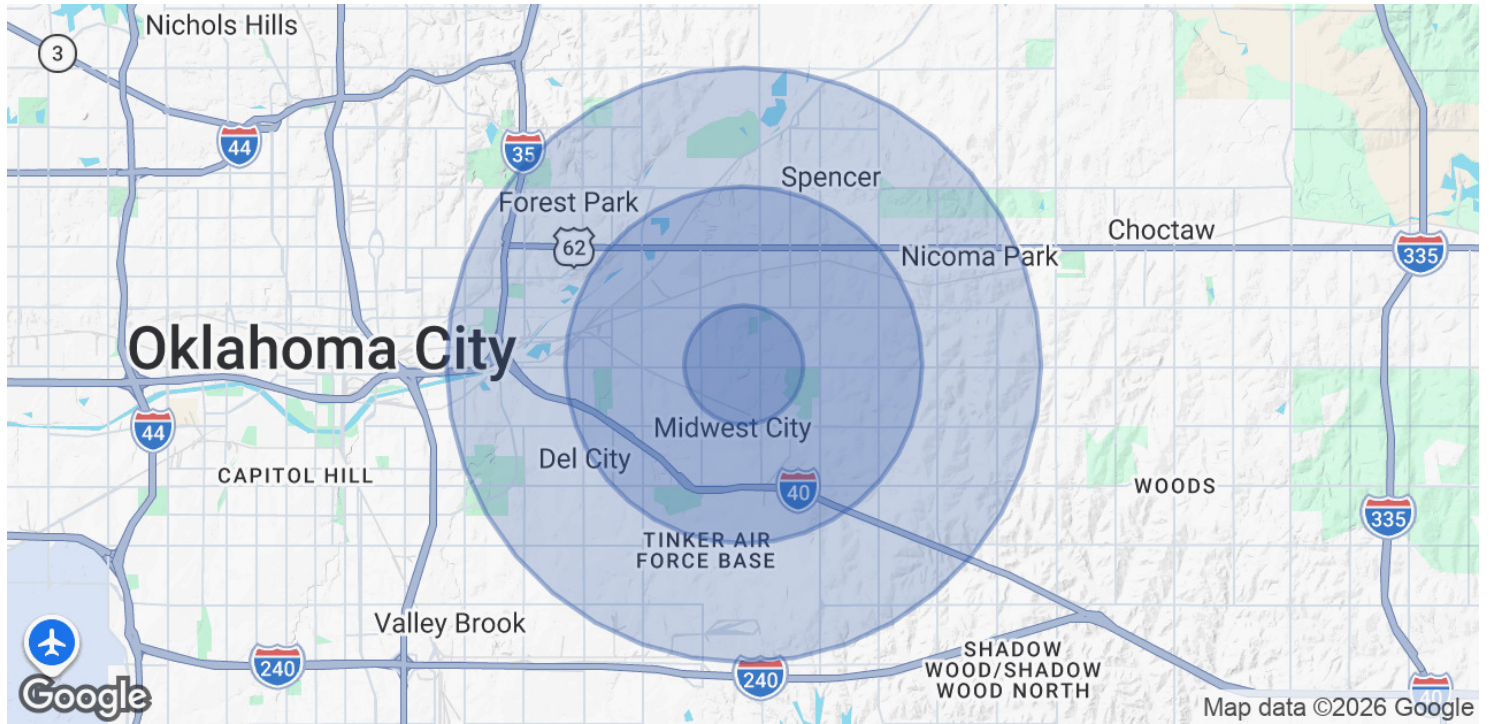 Nichols Hills
3
44
35
Spencer
Forest Park
Choctaw
62
Nicoma Park
335
Oklahoma City
44
Midwest City
Del City
CAPITOL HILL
40
WOODS
335
TINKER AIR
FORCE BASE
Valley Brook
240
240
SHADOW
WOOD/SHADOW
WOOD NORTH
40
Google
Map data ©2026 Google